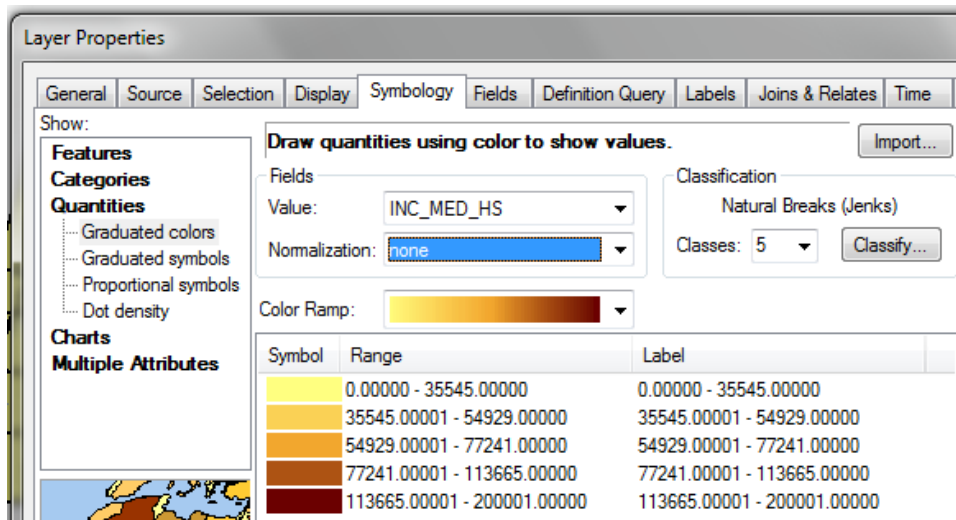 Layer Properties
General Source Selection Display Symbology Fields Definition Query Labels Joins & Relates Time
Show:
Features
Categories
Quantities
Graduated colors
Graduated symbols
Proportional symbols
Dot density
Charts
Multiple Attributes
Draw quantities using color to show values.
Import...
Fields
Value: INC_MED_HS
Normalization: none
Classification
Natural Breaks (Jenks)
Classes: 5 Classify...
Color Ramp:
Symbol Range Label
0.00000 - 35545.00000 0.00000 - 35545.00000
35545.00001 - 54929.00000 35545.00001 - 54929.00000
54929.00001 - 77241.00000 54929.00001 - 77241.00000
77241.00001 - 113665.00000 77241.00001 - 113665.00000
113665.00001 - 200001.00000 113665.00001 - 200001.00000